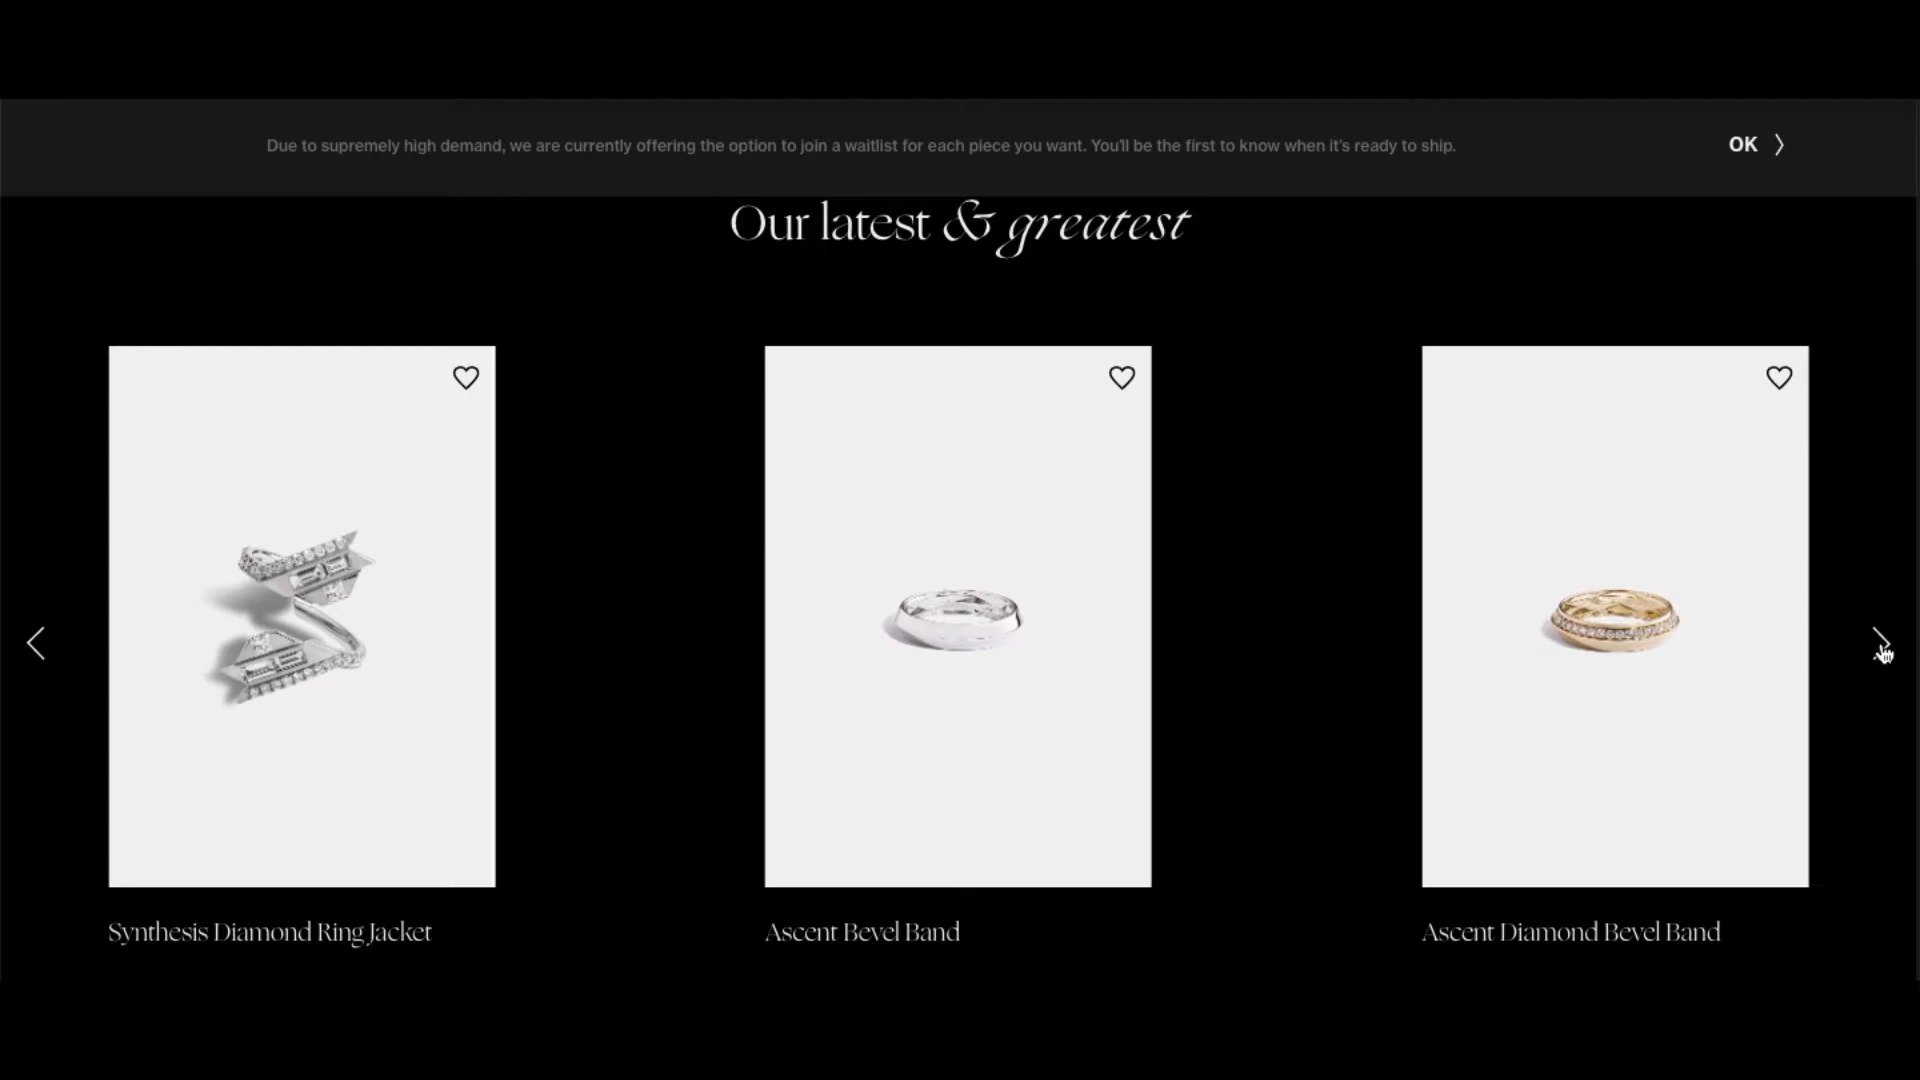 Due to supremely high demand, we are currently offering the option to join a waitlist for each piece you want. You'll be the first to know when it's ready to ship.
OK
Our latest & greatest
Synthesis Diamond Ring Jacket
Ascent Bevel Band
Ascent Diamond Bevel Band